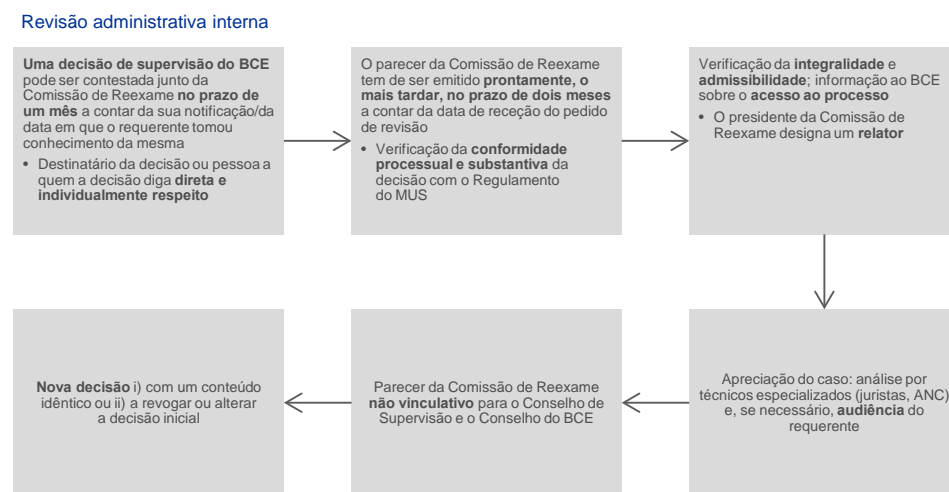 Revisão administrativa interna
Uma decisão de supervisão do BCE
pode ser contestada junto da
Comissão de Reexame no prazo de
um mês a contar da sua notificação/da
data em que o requerente tomou
conhecimento da mesma
• Destinatário da decisão ou pessoa a
quem a decisão diga direta e
individualmente respeito
O parecer da Comissão de Reexame
tem de ser emitido prontamente, o
mais tardar, no prazo de dois meses
a contar da data de receção do pedido
de revisão
• Verificação da conformidade
processual e substantiva da
decisão com o Regulamento
do MUS
Verificação da integralidade e
admissibilidade; informação ao BCE
sobre o acesso ao processo
• O presidente da Comissão de
Reexame designa um relator
Apreciação do caso: análise por
técnicos especializados (juristas, ANC)
e, se necessário, audiência do
requerente
Parecer da Comissão de Reexame
não vinculativo para o Conselho de
Supervisão e o Conselho do BCE
Nova decisão i) com um conteúdo
idêntico ou ii) a revogar ou alterar
a decisão inicial